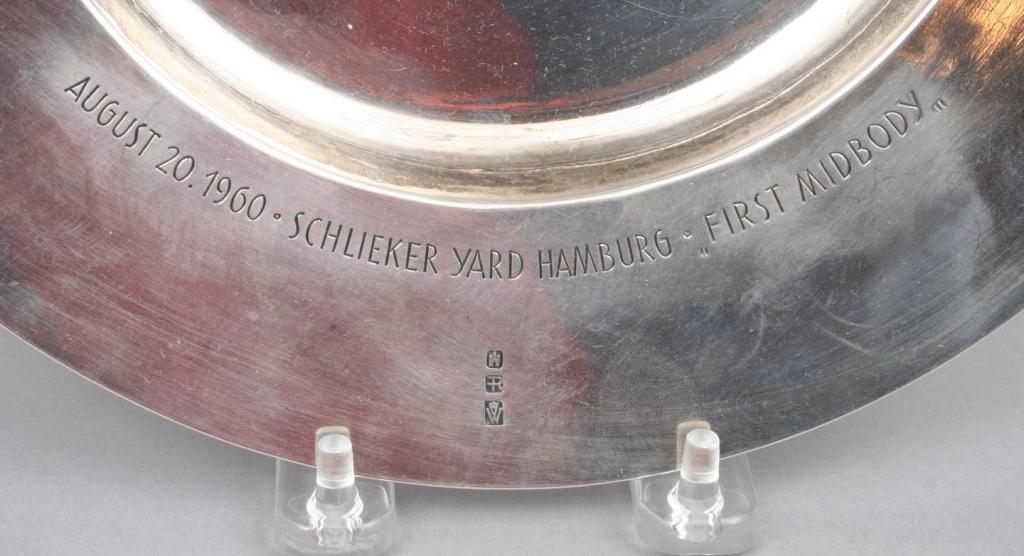 AUGUST 20. 1960 • SCHLIEKER YARD HAMBURG • „FIRST MIDBODY"